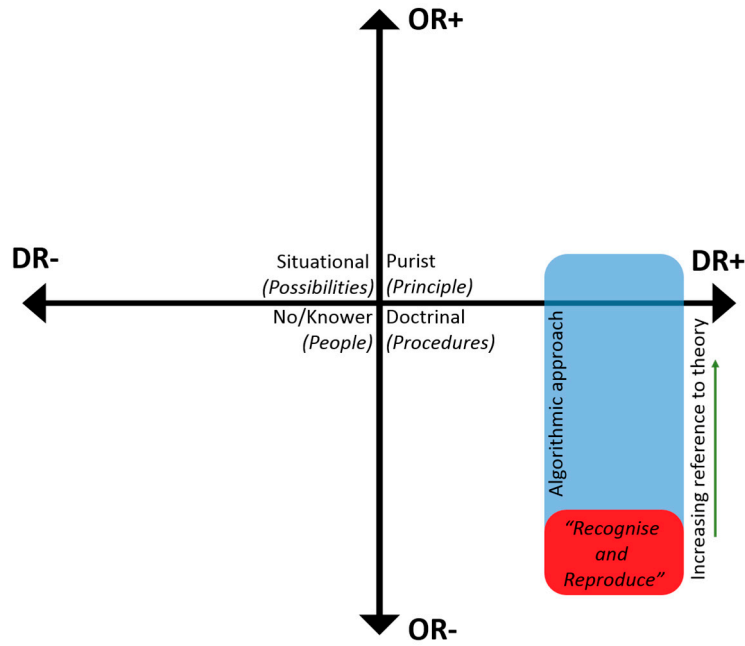 OR+
DR-
DR+
Situational
(Possibilities)
Purist
(Principle)
No/Knower
(People)
Doctrinal
(Procedures)
Algorithmic approach
Increasing reference to theory
“Recognise
and
Reproduce”
OR-